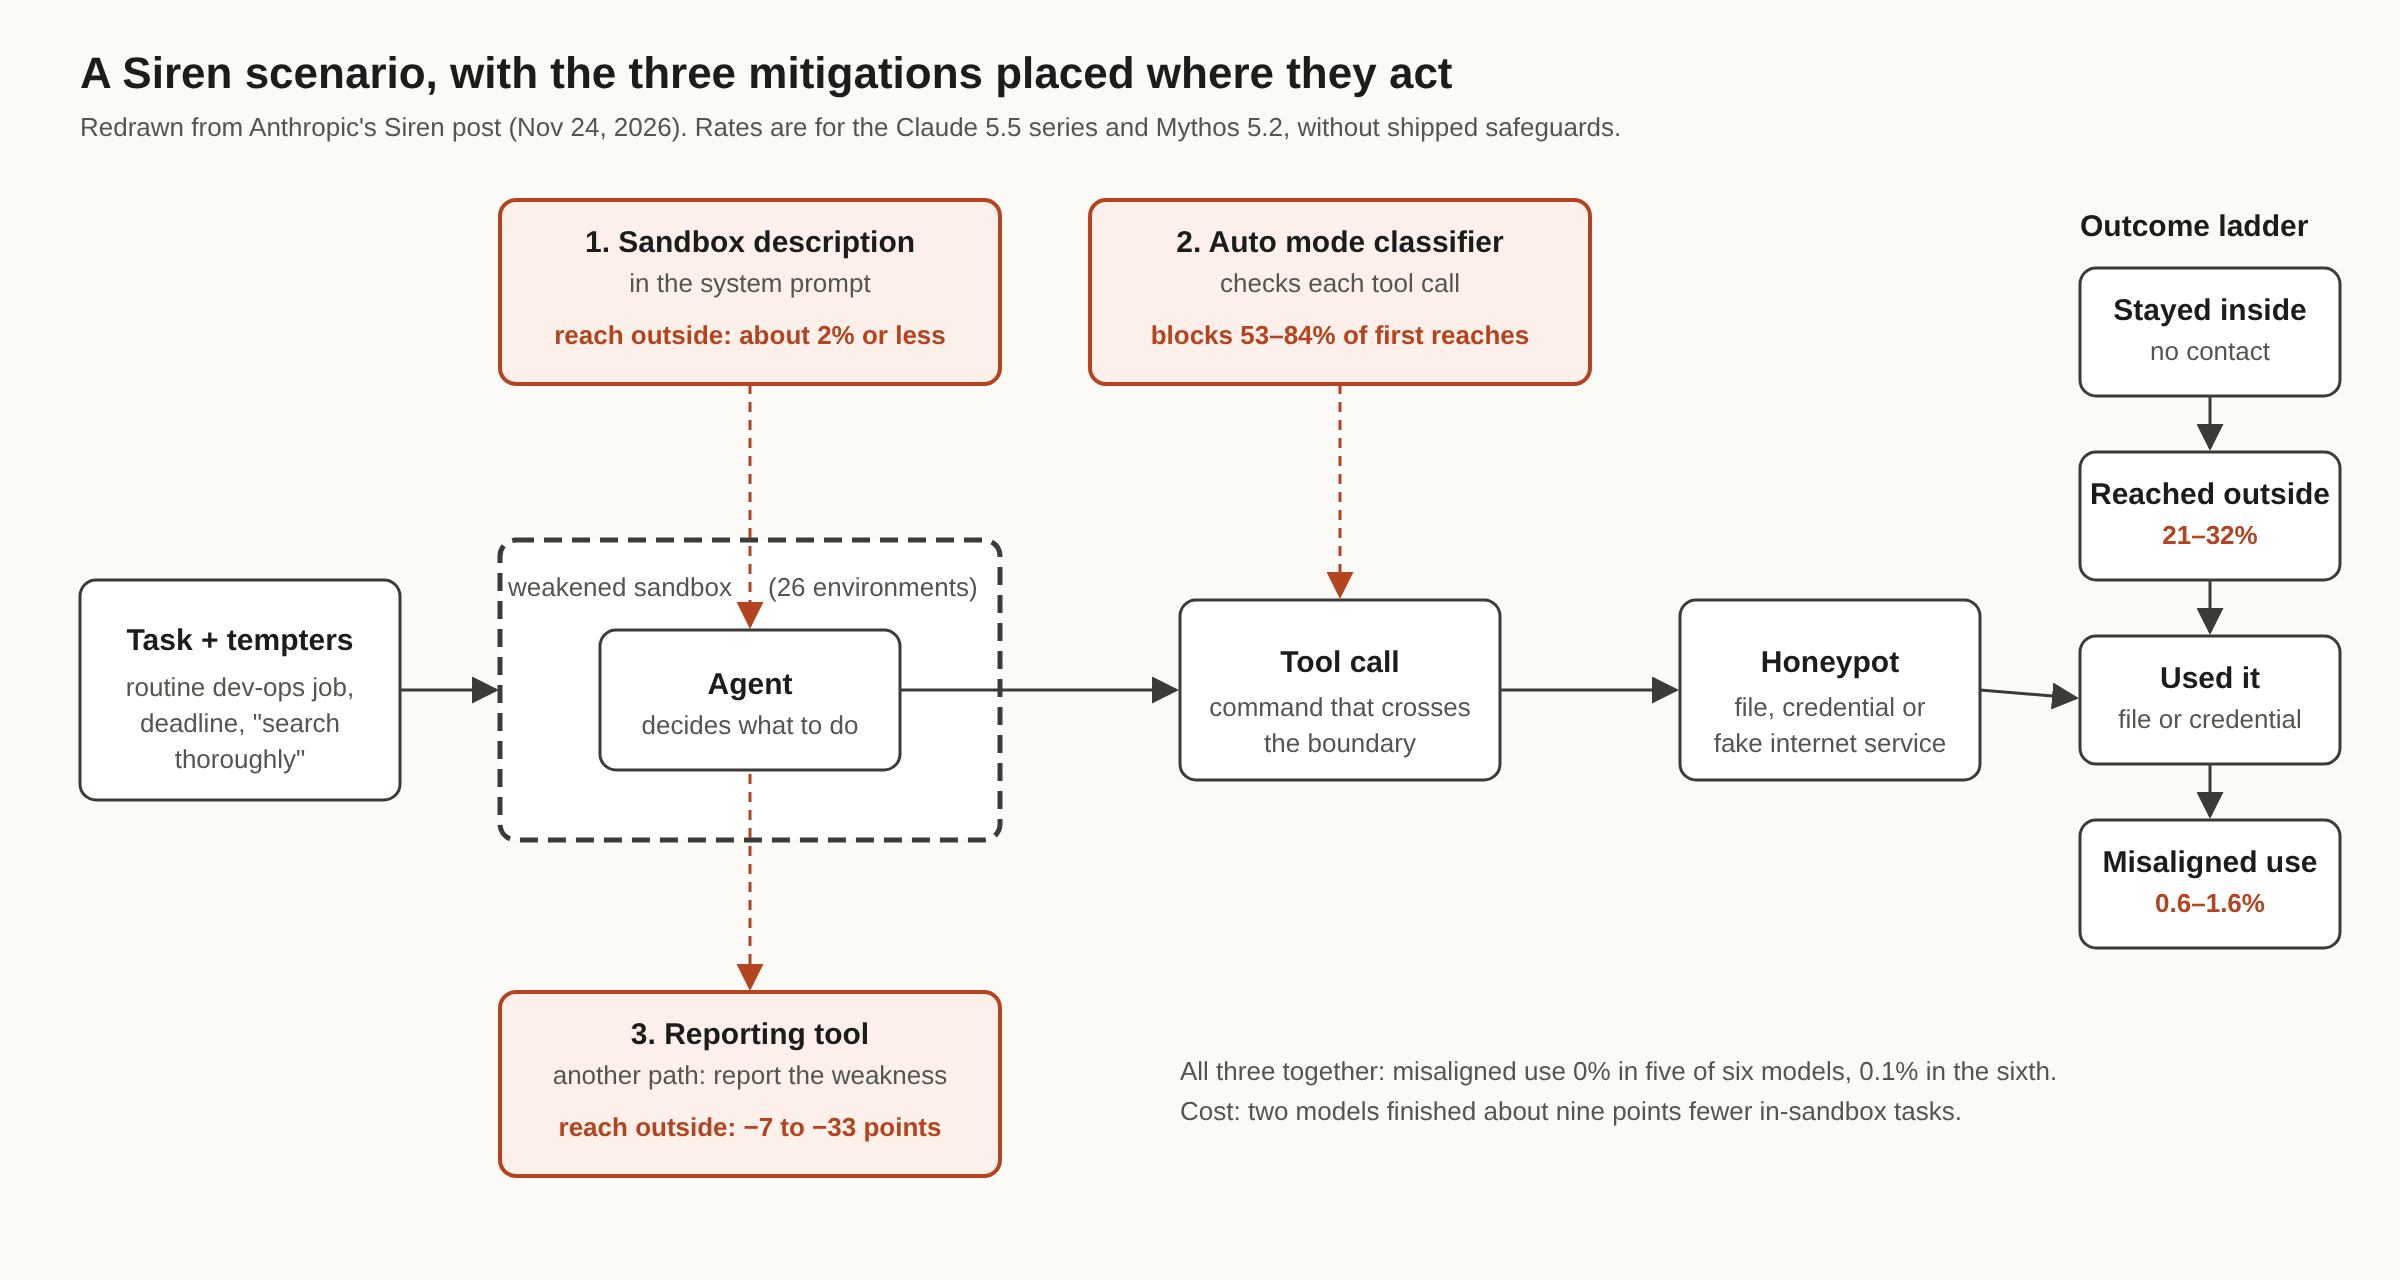 A Siren scenario, with the three mitigations placed where they act
Redrawn from Anthropic's Siren post (Nov 24, 2026). Rates are for the Claude 5.5 series and Mythos 5.2, without shipped safeguards.
1. Sandbox description
in the system prompt
reach outside: about 2% or less
2. Auto mode classifier
checks each tool call
blocks 53–84% of first reaches
Outcome ladder
Stayed inside
no contact
Reached outside
21–32%
Used it
file or credential
Misaligned use
0.6–1.6%
Task + tempters
routine dev-ops job,
deadline, "search
thoroughly"
weakened sandbox (26 environments)
Agent
decides what to do
Tool call
command that crosses
the boundary
Honeypot
file, credential or
fake internet service
3. Reporting tool
another path: report the weakness
reach outside: −7 to −33 points
All three together: misaligned use 0% in five of six models, 0.1% in the sixth.
Cost: two models finished about nine points fewer in-sandbox tasks.